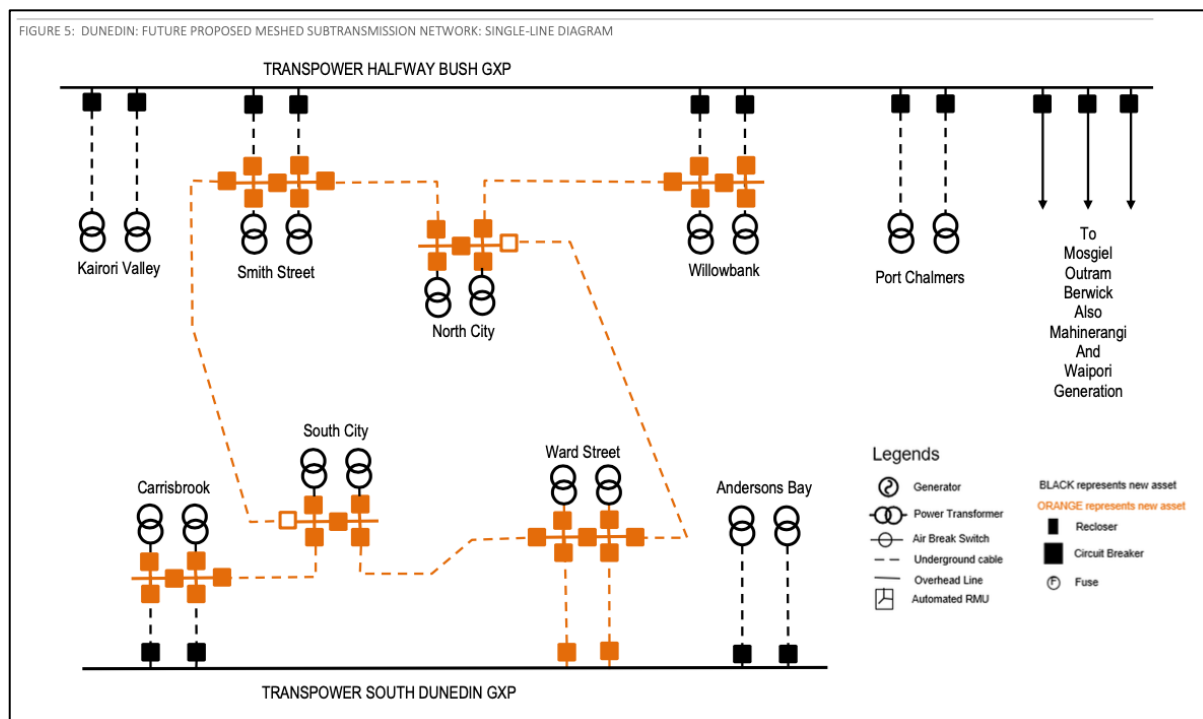 FIGURE 5: DUNEDIN: FUTURE PROPOSED MESHED SUBTRANSMISSION NETWORK: SINGLE-LINE DIAGRAM
TRANSPOWER HALFWAY BUSH GXP
Kairori Valley
Smith Street
North City
Willowbank
Port Chalmers
To
Mosgiel
Outram
Berwick
Also
Mahinerangi
And
Waipori
Generation
South City
Ward Street
Carrisbrook
Andersons Bay
Legends
Generator
Power Transformer
Air Break Switch
Underground cable
Overhead Line
Automated RMU
BLACK represents new asset
ORANGE represents new asset
Recloser
Circuit Breaker
F Fuse
TRANSPOWER SOUTH DUNEDIN GXP